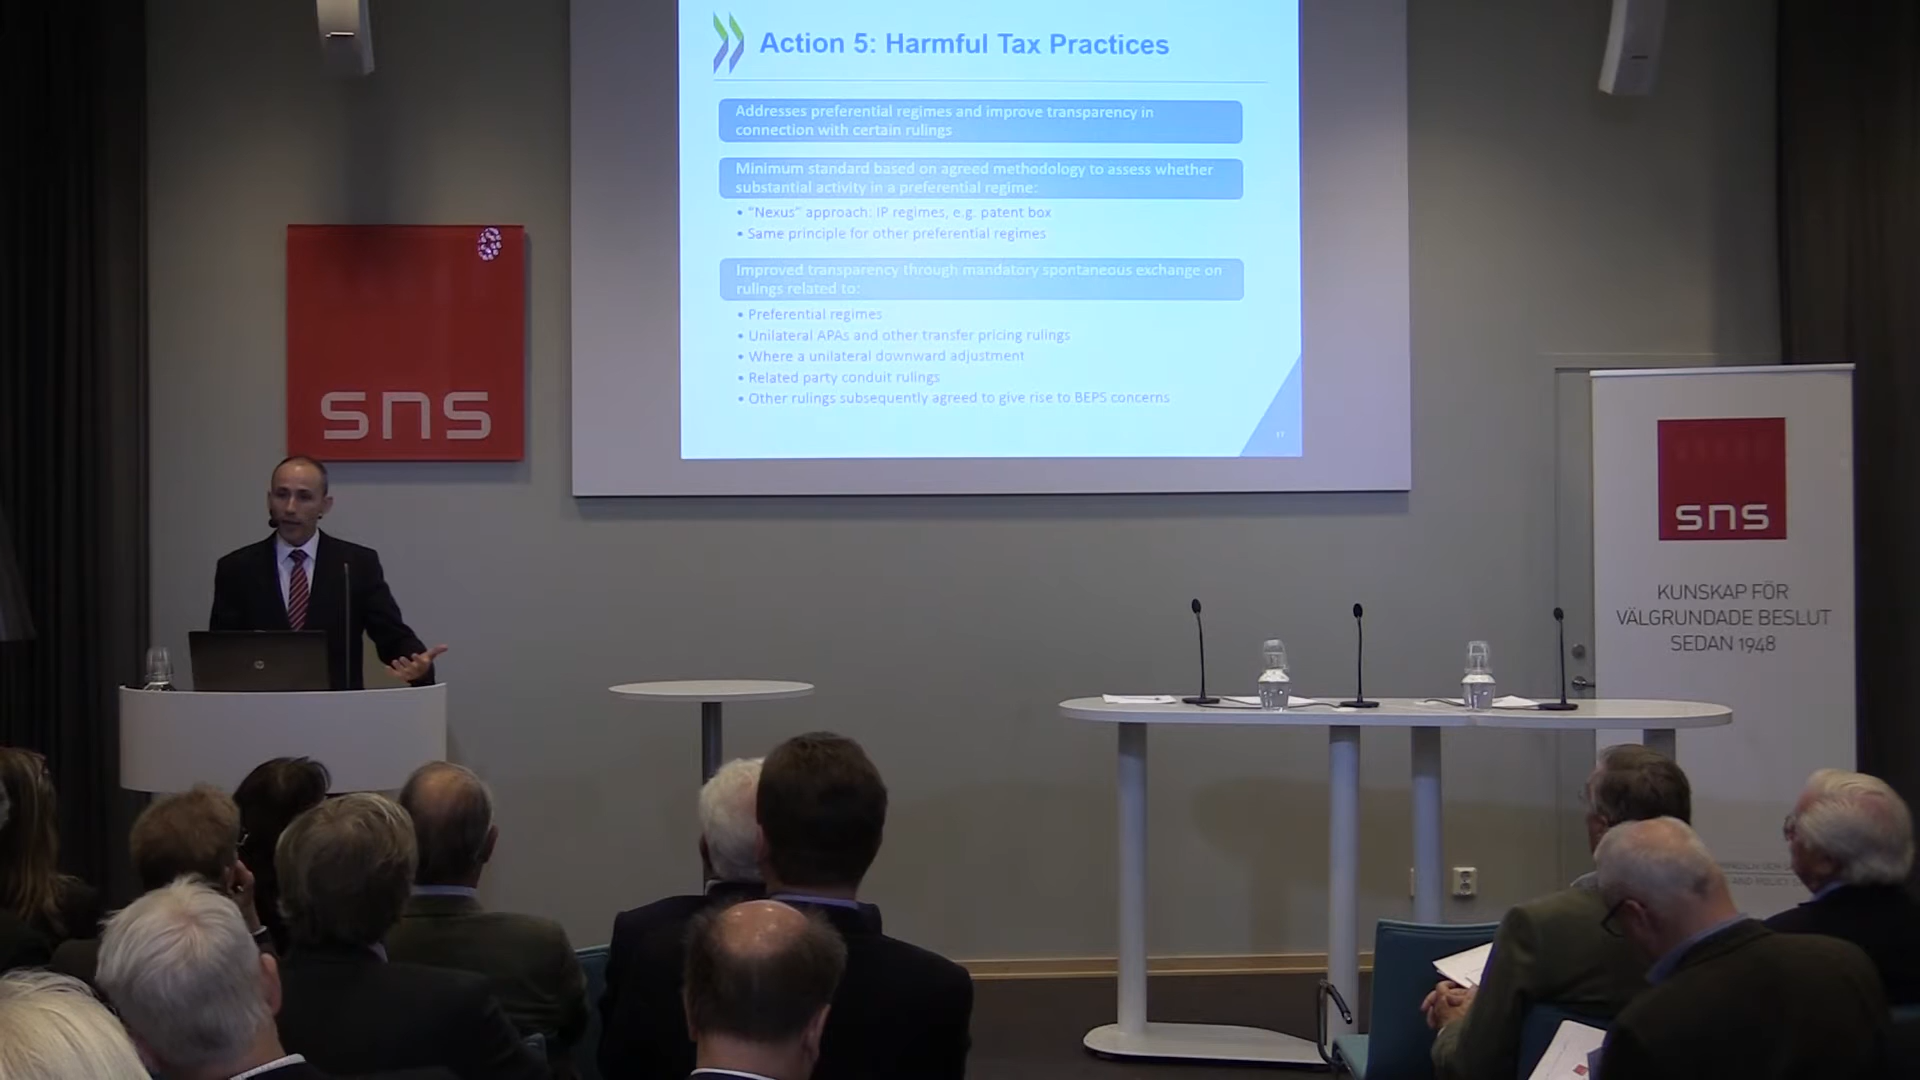 Action 5: Harmful Tax Practices
Addresses preferential regimes and improve transparency in
connection with certain rulings
Minimum standard based on agreed methodology to assess whether
substantial activity in a preferential regime:
• "Nexus" approach: IP regimes, e.g. patent box
• Same principle for other preferential regimes
Improved transparency through mandatory spontaneous exchange on
rulings related to:
• Preferential regimes
• Unilateral APAs and other transfer pricing rulings
• Where a unilateral downward adjustment
• Related party conduit rulings
• Other rulings subsequently agreed to give rise to BEPS concerns
17
sns
hp
sns
KUNSKAP FÖR
VÄLGRUNDADE BESLUT
SEDAN 1948
AND POLICY